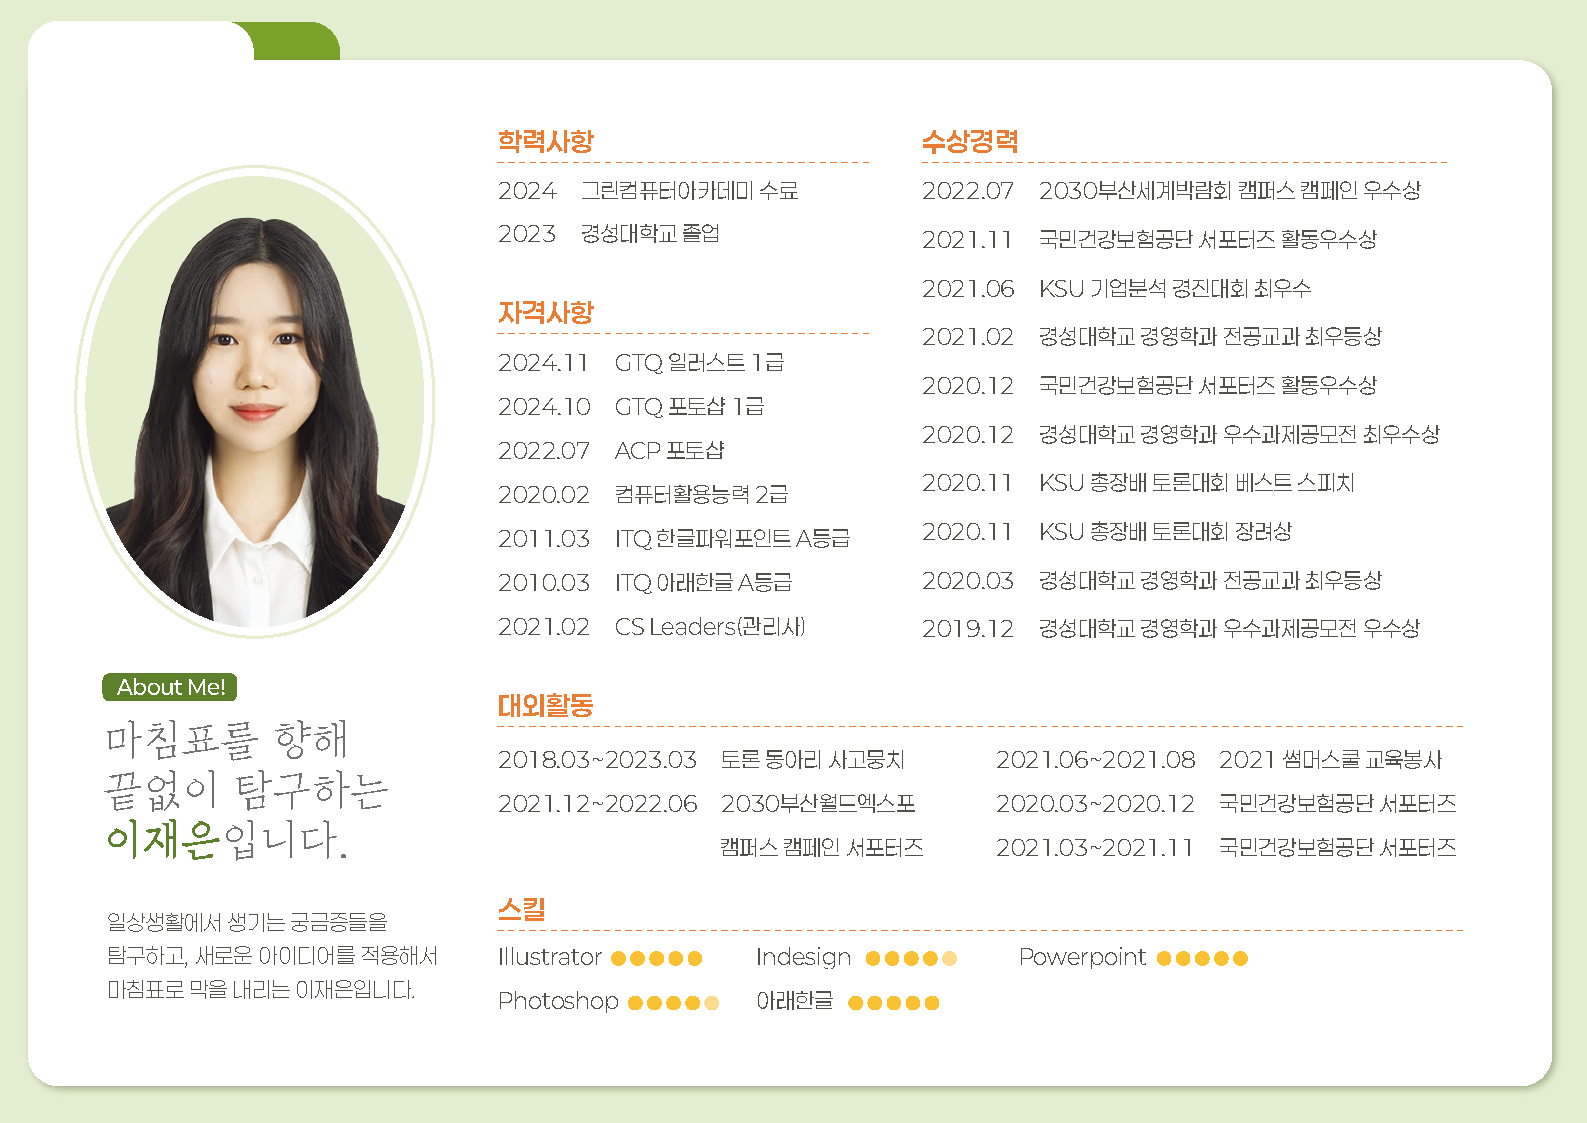 About Me!
마침표를 향해
끝없이 탐구하는
이재은입니다.
일상생활에서 생기는 궁금증들을
탐구하고, 새로운 아이디어를 적용해서
마침표로 막을 내리는 이재은입니다.
학력사항
2024 그린컴퓨터아카데미 수료
2023 경성대학교 졸업
자격사항
2024.11 GTQ 일러스트 1급
2024.10 GTQ 포토샵 1급
2022.07 ACP 포토샵
2020.02 컴퓨터활용능력 2급
2011.03 ITQ 한글파워포인트 A등급
2010.03 ITQ 아래한글 A등급
2021.02 CS Leaders(관리사)
수상경력
2022.07 2030부산세계박람회 캠퍼스 캠페인 우수상
2021.11 국민건강보험공단 서포터즈 활동우수상
2021.06 KSU 기업분석 경진대회 최우수
2021.02 경성대학교 경영학과 전공교과 최우등상
2020.12 국민건강보험공단 서포터즈 활동우수상
2020.12 경성대학교 경영학과 우수과제공모전 최우수상
2020.11 KSU 총장배 토론대회 베스트 스피치
2020.11 KSU 총장배 토론대회 장려상
2020.03 경성대학교 경영학과 전공교과 최우등상
2019.12 경성대학교 경영학과 우수과제공모전 우수상
대외활동
2018.03~2023.03 토론 동아리 사고뭉치
2021.12~2022.06 2030부산월드엑스포
캠퍼스 캠페인 서포터즈
2021.06~2021.08 2021 썸머스쿨 교육봉사
2020.03~2020.12 국민건강보험공단 서포터즈
2021.03~2021.11 국민건강보험공단 서포터즈
스킬
Illustrator Indesign Powerpoint
Photoshop 아래한글